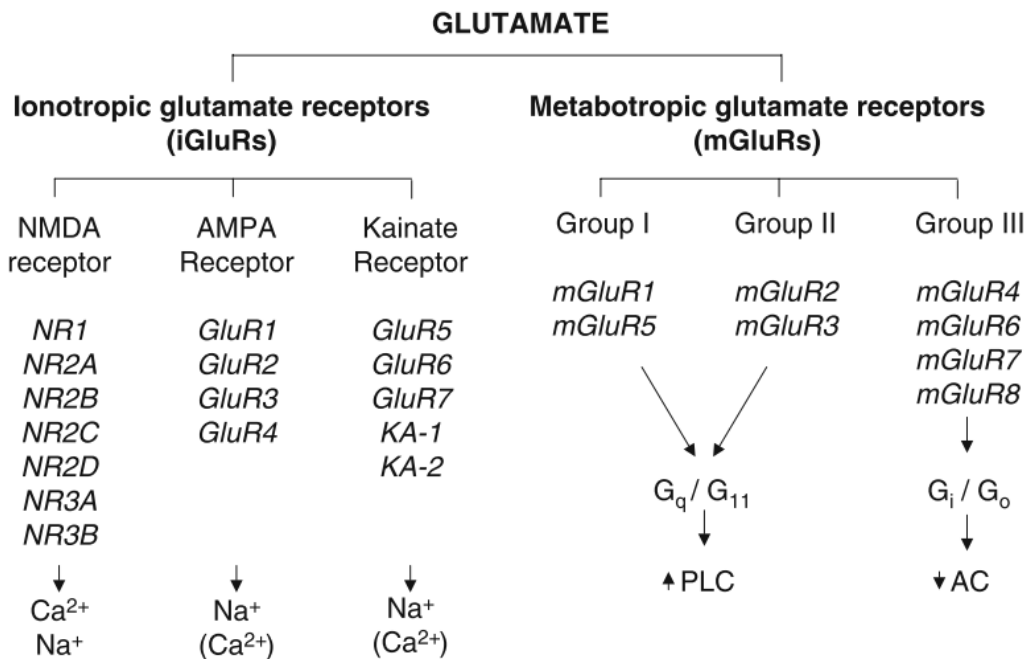 GLUTAMATE
Ionotropic glutamate receptors
(iGluRs)
NMDA
receptor
NR1
NR2A
NR2B
NR2C
NR2D
NR3A
NR3B
Ca²⁺
Na⁺
AMPA
Receptor
GluR1
GluR2
GluR3
GluR4
Na⁺
(Ca²⁺)
Kainate
Receptor
GluR5
GluR6
GluR7
KA-1
KA-2
Na⁺
(Ca²⁺)
Metabotropic glutamate receptors
(mGluRs)
Group I
mGluR1
mGluR5
Group II
mGluR2
mGluR3
Gq / G11
PLC
Group III
mGluR4
mGluR6
mGluR7
mGluR8
Gi / Go
AC